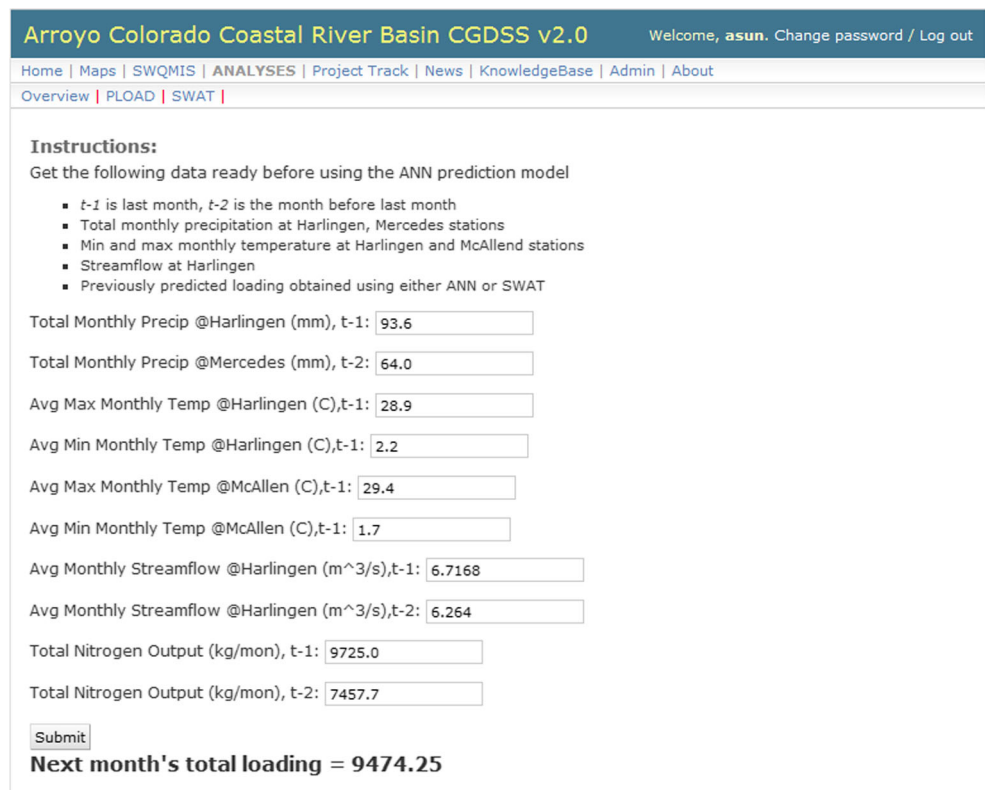 Arroyo Colorado Coastal River Basin CGDSS v2.0 Welcome, asun. Change password / Log out
Home | Maps | SWQMIS | ANALYSES | Project Track | News | KnowledgeBase | Admin | About
Overview | PLOAD | SWAT |
Instructions:
Get the following data ready before using the ANN prediction model
▪ t-1 is last month, t-2 is the month before last month
▪ Total monthly precipitation at Harlingen, Mercedes stations
▪ Min and max monthly temperature at Harlingen and McAllend stations
▪ Streamflow at Harlingen
▪ Previously predicted loading obtained using either ANN or SWAT
Total Monthly Precip @Harlingen (mm), t-1: 93.6
Total Monthly Precip @Mercedes (mm), t-2: 64.0
Avg Max Monthly Temp @Harlingen (C),t-1: 28.9
Avg Min Monthly Temp @Harlingen (C),t-1: 2.2
Avg Max Monthly Temp @McAllen (C),t-1: 29.4
Avg Min Monthly Temp @McAllen (C),t-1: 1.7
Avg Monthly Streamflow @Harlingen (m^3/s),t-1: 6.7168
Avg Monthly Streamflow @Harlingen (m^3/s),t-2: 6.264
Total Nitrogen Output (kg/mon), t-1: 9725.0
Total Nitrogen Output (kg/mon), t-2: 7457.7
Submit
Next month's total loading = 9474.25